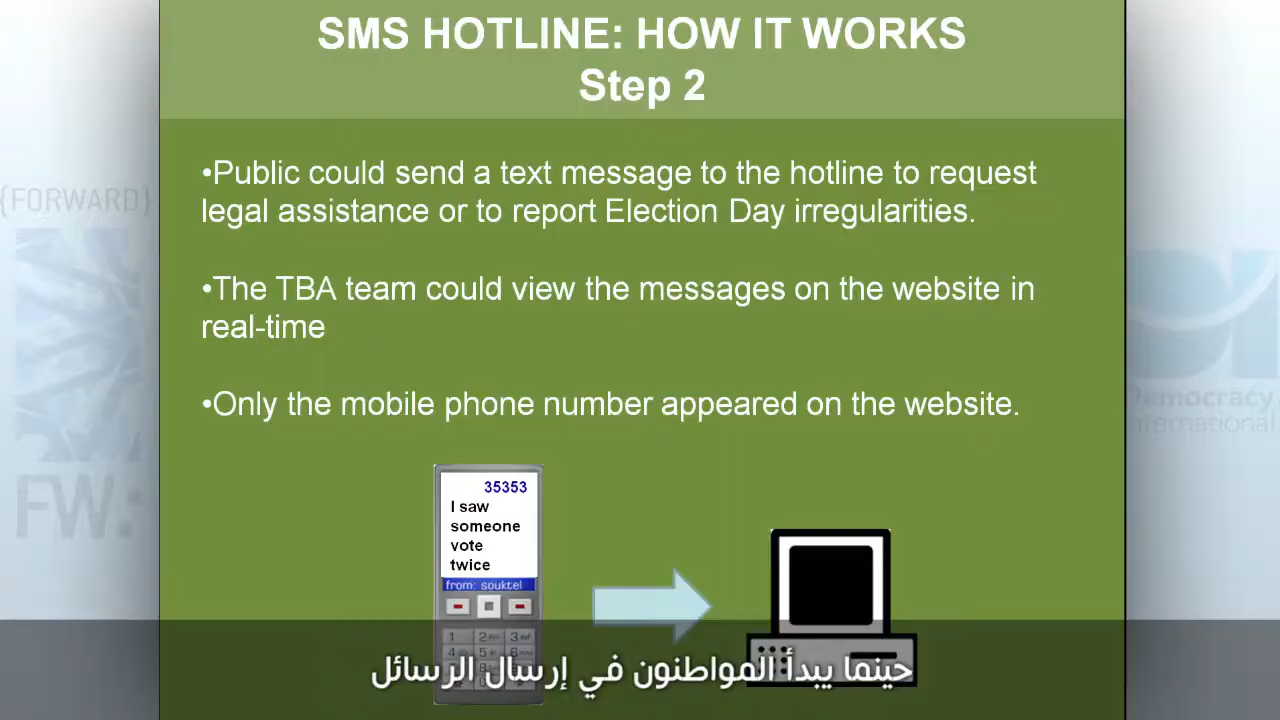 SMS HOTLINE: HOW IT WORKS
Step 2
•Public could send a text message to the hotline to request
legal assistance or to report Election Day irregularities.
•The TBA team could view the messages on the website in
real-time
•Only the mobile phone number appeared on the website.
{FORWARD}
FW:
Democracy
International
35353
I saw
someone
vote
twice
from: souktel
حينما يبدأ المواطنون في إرسال الرسائل